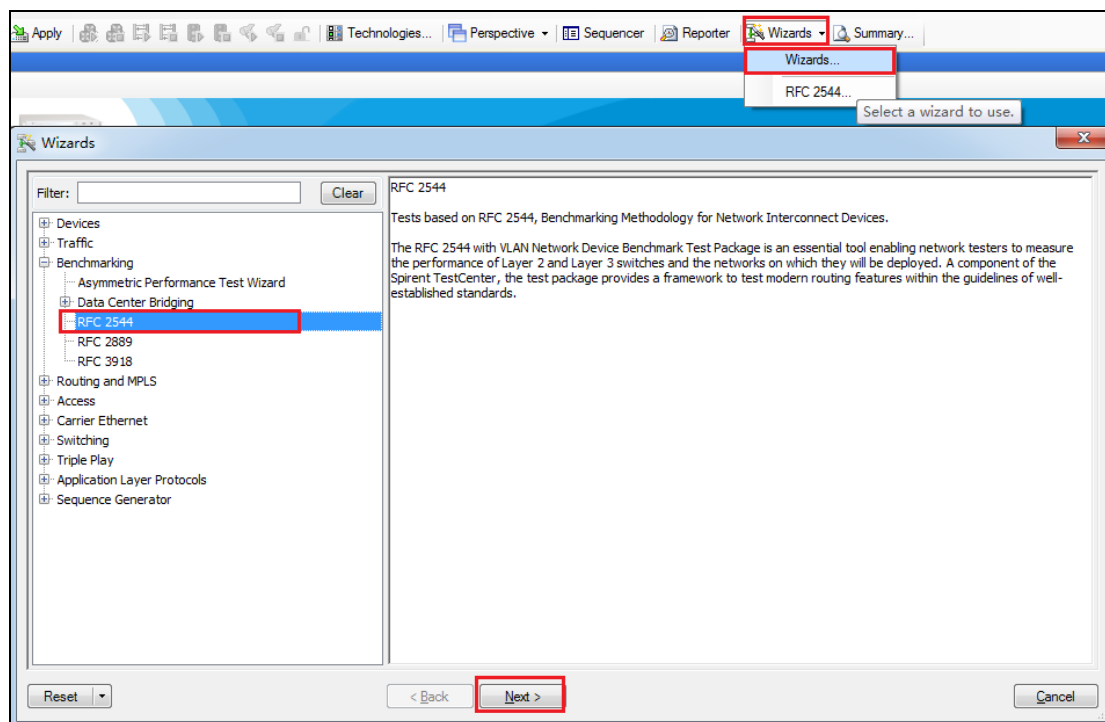 Apply Technologies... Perspective Sequencer Reporter Wizards Summary...
Wizards...
RFC 2544...
Select a wizard to use.
Wizards
Filter: Clear
Devices
Traffic
Benchmarking
Asymmetric Performance Test Wizard
Data Center Bridging
RFC 2544
RFC 2889
RFC 3918
Routing and MPLS
Access
Carrier Ethernet
Switching
Triple Play
Application Layer Protocols
Sequence Generator
RFC 2544
Tests based on RFC 2544, Benchmarking Methodology for Network Interconnect Devices.
The RFC 2544 with VLAN Network Device Benchmark Test Package is an essential tool enabling network testers to measure
the performance of Layer 2 and Layer 3 switches and the networks on which they will be deployed. A component of the
Spirent TestCenter, the test package provides a framework to test modern routing features within the guidelines of well-
established standards.
Reset < Back Next > Cancel